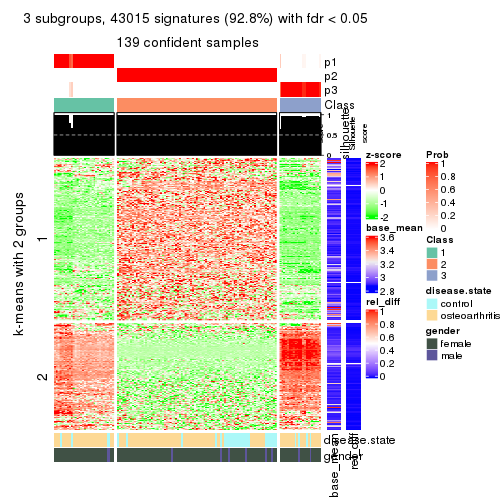 3 subgroups, 43015 signatures (92.8%) with fdr < 0.05
139 confident samples
p1
p2
p3
Class
1
0.5
0
silhouette
Silhouette
score
k-means with 2 groups
1
2
disease.state
gender
base_mean
rel_diff
z-score
2
1
0
-1
-2
base_mean
3.6
3.4
3.2
3
2.8
rel_diff
1
0.8
0.6
0.4
0.2
0
Prob
1
0.8
0.6
0.4
0.2
0
Class
1
2
3
disease.state
control
osteoarthritis
gender
female
male